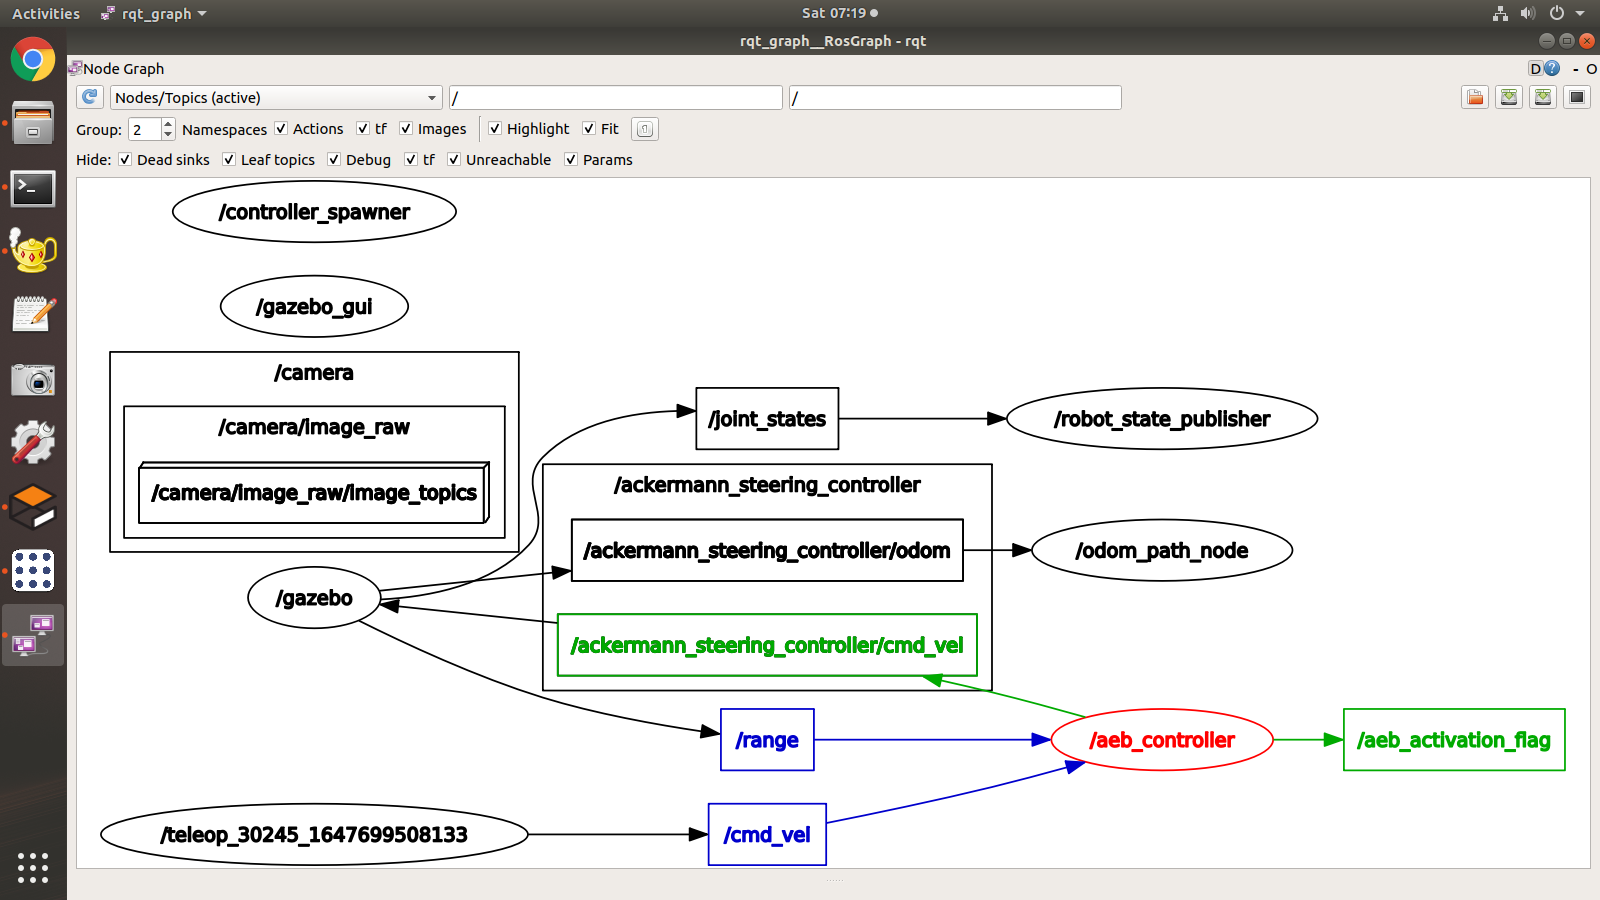 Activities rqt_graph Sat 07:19
rqt_graph__RosGraph - rqt
Node Graph D ? - O
Nodes/Topics (active) / /
Group: 2 Namespaces Actions tf Images Highlight Fit
Hide: Dead sinks Leaf topics Debug tf Unreachable Params
/controller_spawner
/gazebo_gui
/camera
/camera/image_raw
/camera/image_raw/image_topics
/joint_states
/robot_state_publisher
/ackermann_steering_controller
/ackermann_steering_controller/odom
/odom_path_node
/gazebo
/ackermann_steering_controller/cmd_vel
/range
/aeb_controller
/aeb_activation_flag
/teleop_30245_1647699508133
/cmd_vel